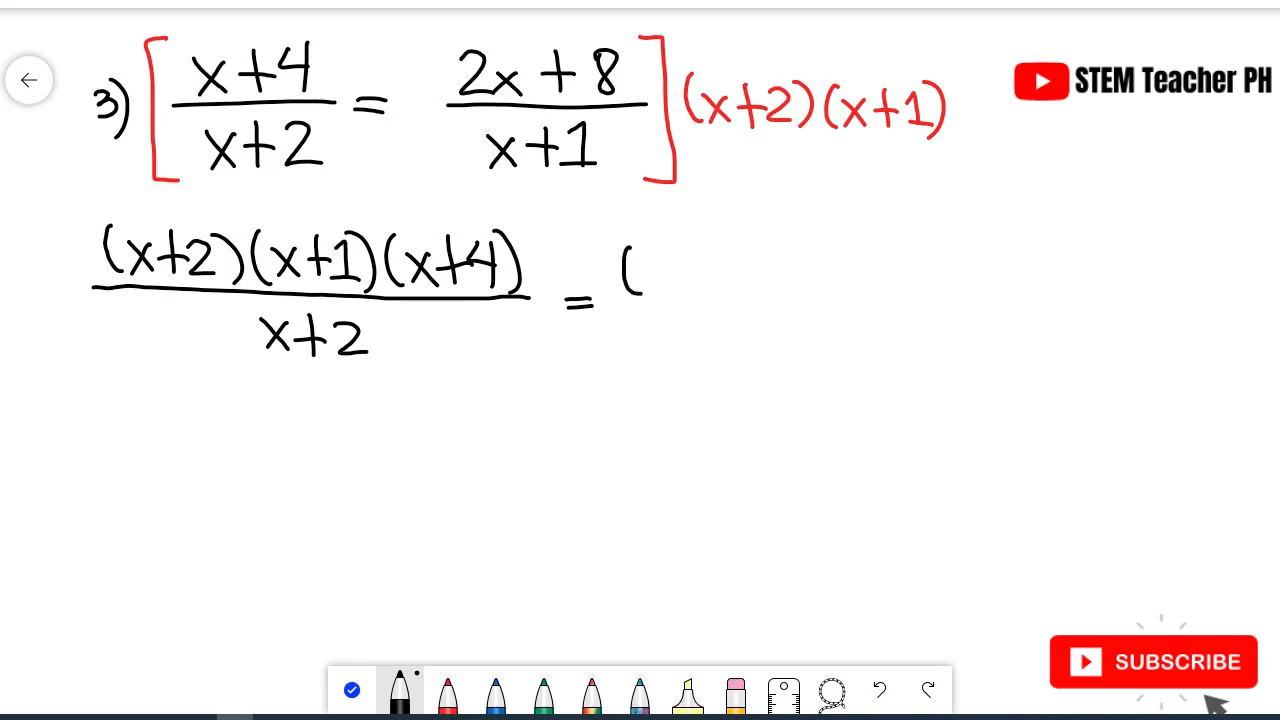 3) [ x+4 / x+2 = 2x+8 / x+1 ] (x+2)(x+1)
STEM Teacher PH
(x+2)(x+1)(x+4) / x+2 = (
SUBSCRIBE